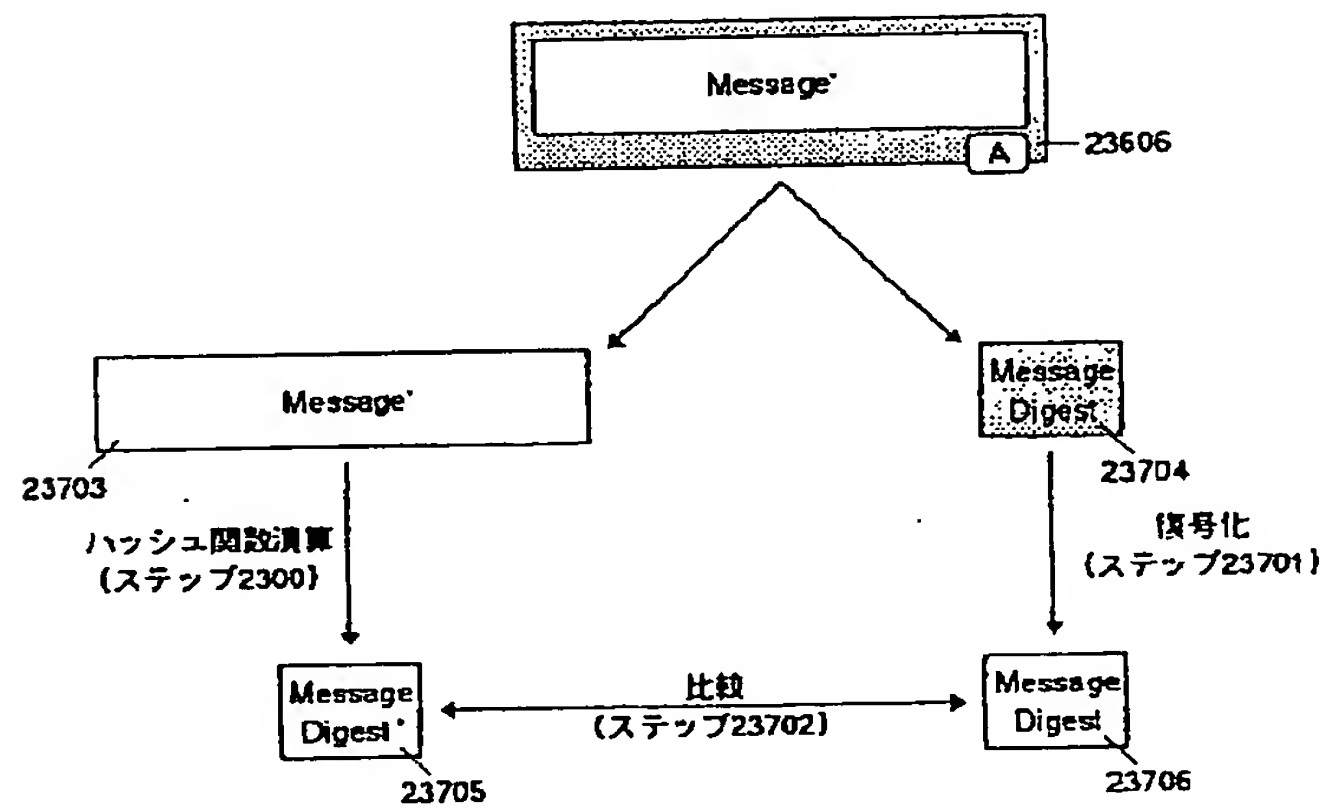 Message'
A
23606
Message'
23703
Message
Digest
23704
ハッシュ関数演算
(ステップ2300)
復号化
(ステップ23701)
Message
Digest'
23705
比較
(ステップ23702)
Message
Digest
23706